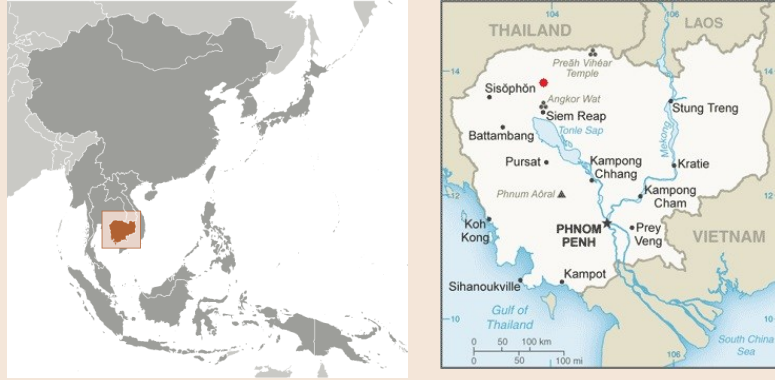 104
106
THAILAND
LAOS
14
Preăh Vihéar
Temple
Sisŏphŏn
Angkor Wat
Siem Reap
Stung Treng
Battambang
Tonle Sap
Mekong
Pursat
Kampong
Chhang
Kratie
12
Phnum Aôral
Kampong
Cham
Koh
Kong
PHNOM
PENH
Prey
Veng
VIETNAM
Sihanoukville
Kampot
Gulf of
Thailand
10
0 50 100 km
0 50 100 mi
106
South China
Sea